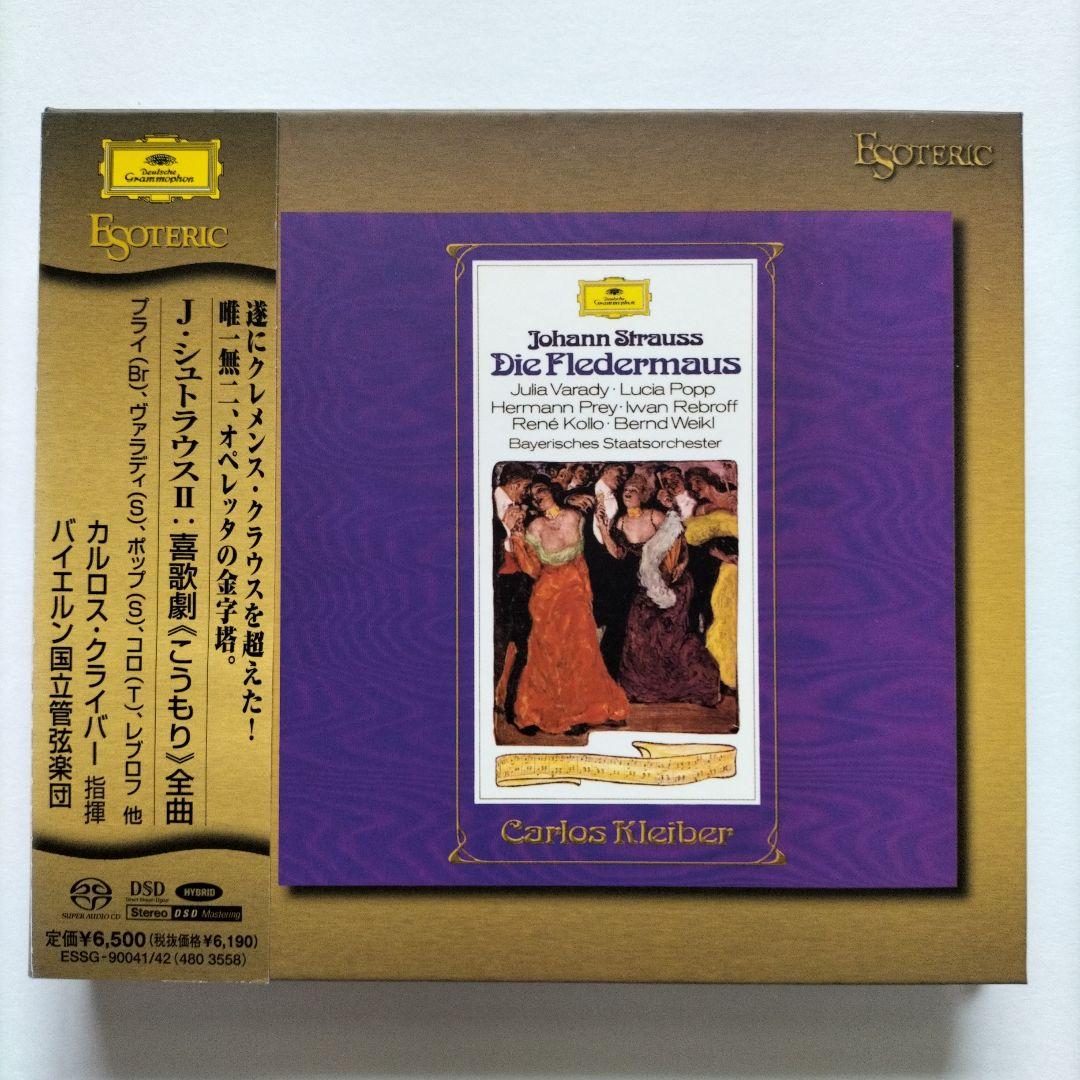 Deutsche
Grammophon
ESOTERIC
遂にクレメンス・クラウスを超えた!
唯一無二、オペレッタの金字塔。
J・シュトラウスII:喜歌劇《こうもり》全曲
プライ(Br)、ヴァラディ(S)、ポップ(S)、コロ(T)、レブロフ 他
カルロス・クライバー 指揮
バイエルン国立管弦楽団
SUPER AUDIO CD
DSD
Direct Stream Digital
HYBRID
Stereo DSD Mastering
定価¥6,500(税抜価格¥6,190)
ESSG-90041/42 (480 3558)
ESOTERIC
Deutsche
Grammophon
Johann Strauss
Die Fledermaus
Julia Varady · Lucia Popp
Hermann Prey · Iwan Rebroff
René Kollo · Bernd Weikl
Bayerisches Staatsorchester
Carlos Kleiber